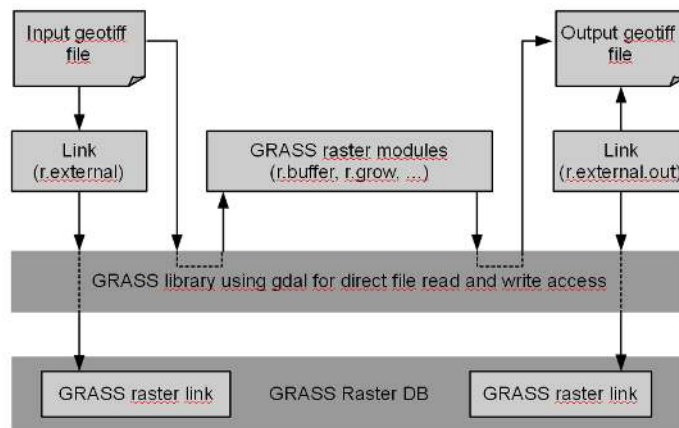 Input geotiff
file
Output geotiff
file
Link
(r.external)
GRASS raster modules
(r.buffer, r.grow, ...)
Link
(r.external.out)
GRASS library using gdal for direct file read and write access
GRASS raster link
GRASS Raster DB
GRASS raster link